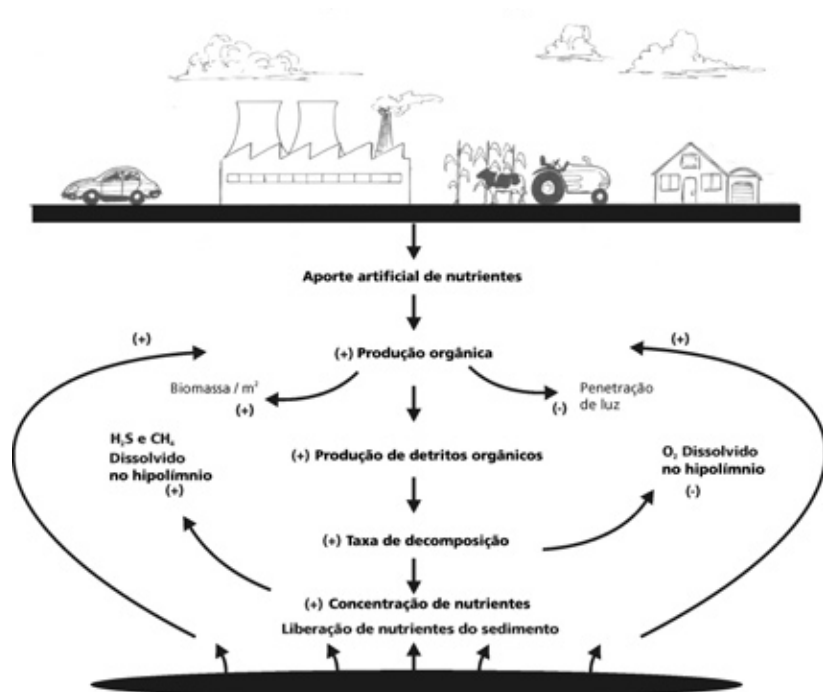 Aporte artificial de nutrientes
(+)
(+)
(+) Produção orgânica
Biomassa / m²
(+)
(-)
Penetração
de luz
H₂S e CH₄
Dissolvido
no hipolímnio
(+)
(+) Produção de detritos orgânicos
O₂ Dissolvido
no hipolímnio
(-)
(+) Taxa de decomposição
(+) Concentração de nutrientes
Liberação de nutrientes do sedimento